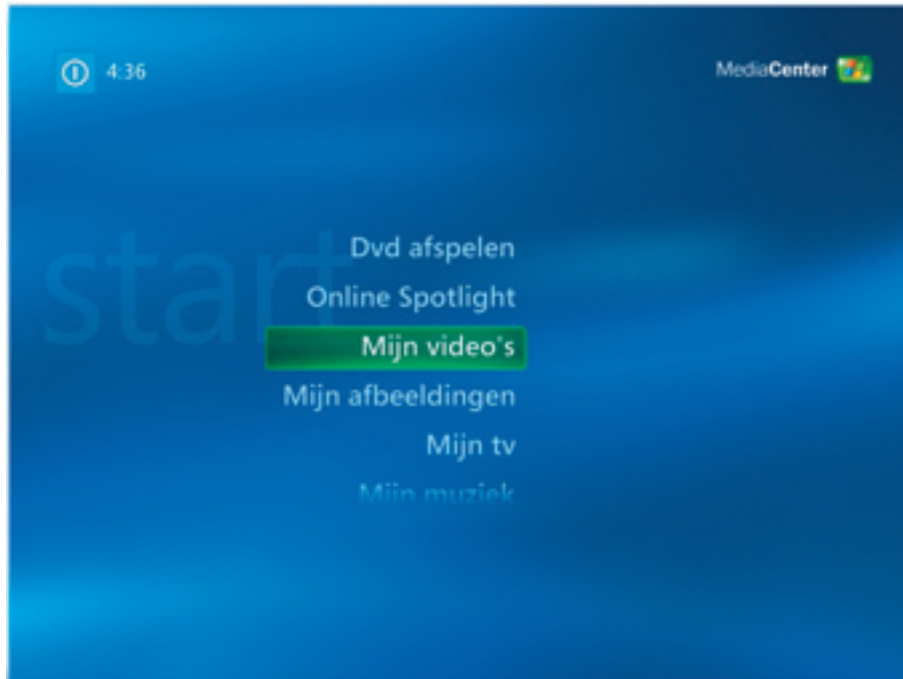 4:36
MediaCenter
start
Dvd afspelen
Online Spotlight
Mijn video's
Mijn afbeeldingen
Mijn tv
Mijn muziek